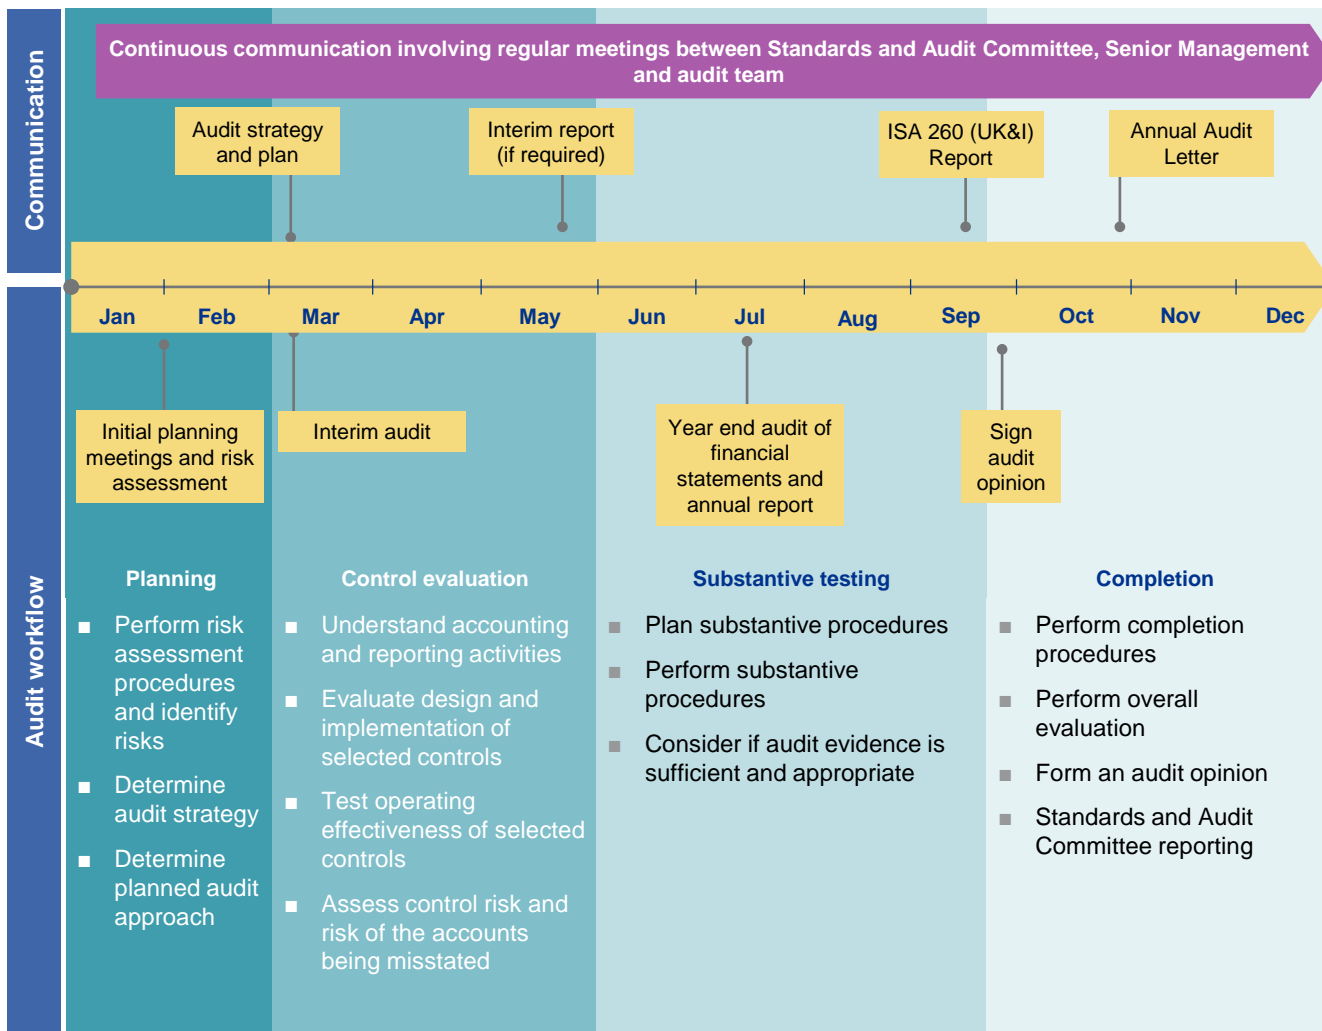 Communication
Continuous communication involving regular meetings between Standards and Audit Committee, Senior Management
and audit team
Audit strategy
and plan
Interim report
(if required)
ISA 260 (UK&I)
Report
Annual Audit
Letter
Jan
Feb
Mar
Apr
May
Jun
Jul
Aug
Sep
Oct
Nov
Dec
Audit workflow
Initial planning
meetings and risk
assessment
Interim audit
Year end audit of
financial
statements and
annual report
Sign
audit
opinion
Planning
■ Perform risk
assessment
procedures
and identify
risks
■ Determine
audit strategy
■ Determine
planned audit
approach
Control evaluation
■ Understand accounting
and reporting activities
■ Evaluate design and
implementation of
selected controls
■ Test operating
effectiveness of selected
controls
■ Assess control risk and
risk of the accounts
being misstated
Substantive testing
■ Plan substantive procedures
■ Perform substantive
procedures
■ Consider if audit evidence is
sufficient and appropriate
Completion
■ Perform completion
procedures
■ Perform overall
evaluation
■ Form an audit opinion
■ Standards and Audit
Committee reporting